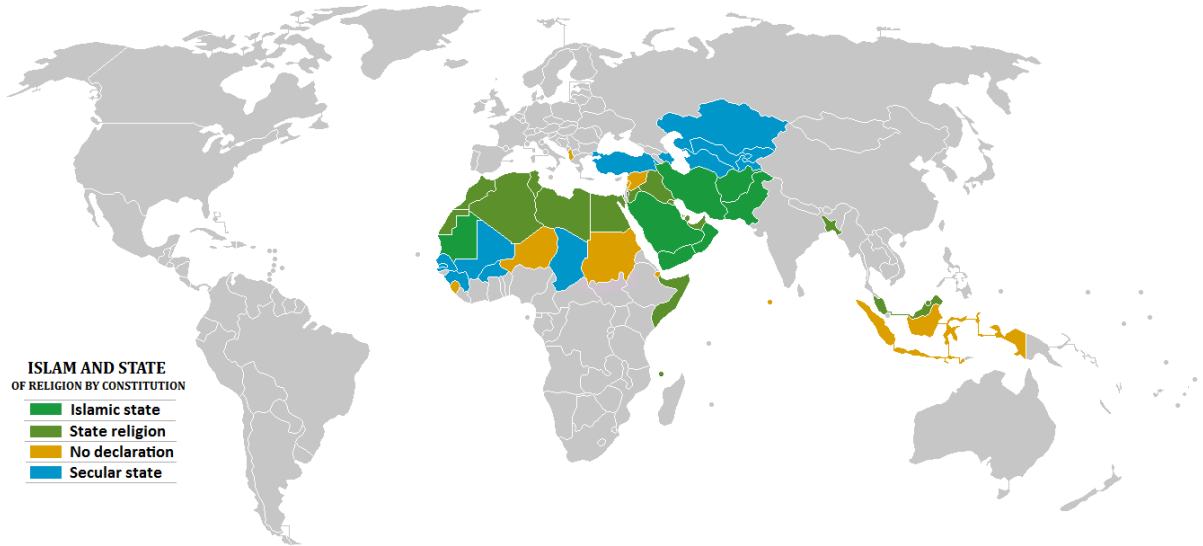 ISLAM AND STATE
OF RELIGION BY CONSTITUTION
Islamic state
State religion
No declaration
Secular state